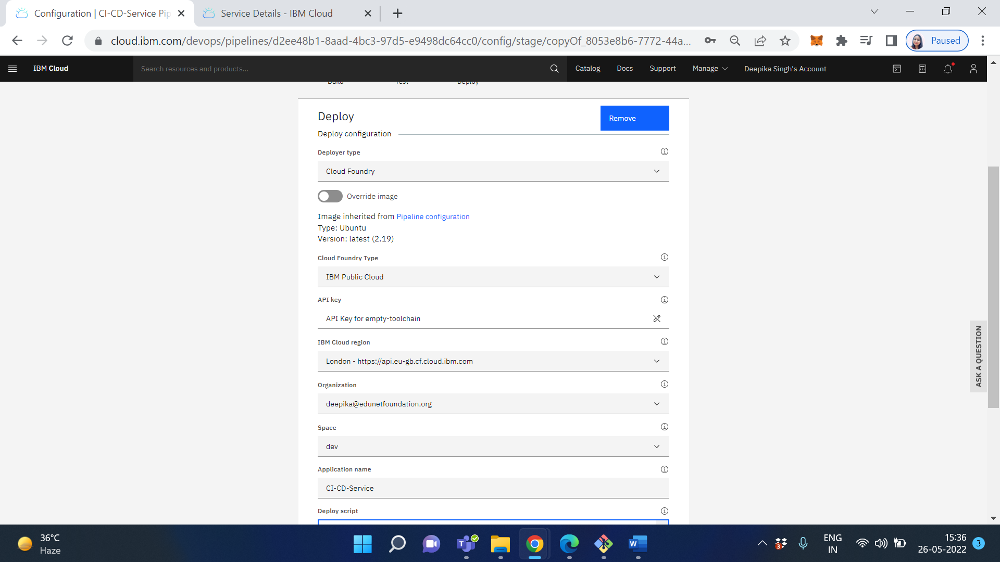 Configuration | CI-CD-Service Pip
Service Details - IBM Cloud
cloud.ibm.com/devops/pipelines/d2ee48b1-8aad-4bc3-97d5-e9498dc64cc0/config/stage/copyOf_8053e8b6-7772-44a...
Paused
IBM Cloud
Search resources and products...
Catalog
Docs
Support
Manage
Deepika Singh's Account
Build
Test
Deploy
Deploy
Remove
Deploy configuration
Deployer type
Cloud Foundry
Override image
Image inherited from Pipeline configuration
Type: Ubuntu
Version: latest (2.19)
Cloud Foundry Type
IBM Public Cloud
API key
API Key for empty-toolchain
IBM Cloud region
London - https://api.eu-gb.cf.cloud.ibm.com
Organization
deepika@edunetfoundation.org
Space
dev
Application name
CI-CD-Service
Deploy script
ASK A QUESTION
36°C
Haze
ENG
IN
15:36
26-05-2022
3